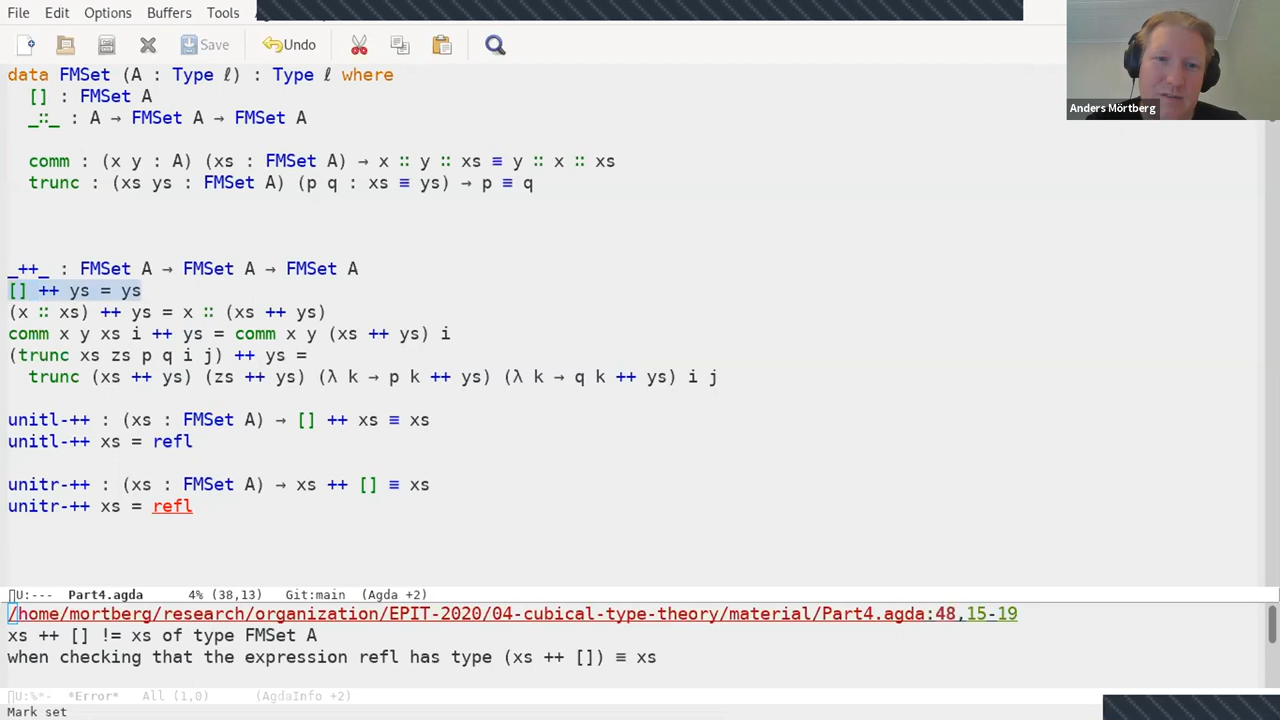 File Edit Options Buffers Tools
Save Undo
Anders Mörtberg
data FMSet (A : Type ℓ) : Type ℓ where
  [] : FMSet A
  _∷_ : A → FMSet A → FMSet A
  comm : (x y : A) (xs : FMSet A) → x ∷ y ∷ xs ≡ y ∷ x ∷ xs
  trunc : (xs ys : FMSet A) (p q : xs ≡ ys) → p ≡ q
_++_ : FMSet A → FMSet A → FMSet A
[] ++ ys = ys
(x ∷ xs) ++ ys = x ∷ (xs ++ ys)
comm x y xs i ++ ys = comm x y (xs ++ ys) i
(trunc xs zs p q i j) ++ ys =
  trunc (xs ++ ys) (zs ++ ys) (λ k → p k ++ ys) (λ k → q k ++ ys) i j
unitl-++ : (xs : FMSet A) → [] ++ xs ≡ xs
unitl-++ xs = refl
unitr-++ : (xs : FMSet A) → xs ++ [] ≡ xs
unitr-++ xs = refl
U:--- Part4.agda 4% (38,13) Git:main (Agda +2)
/home/mortberg/research/organization/EPIT-2020/04-cubical-type-theory/material/Part4.agda:48,15-19
xs ++ [] != xs of type FMSet A
when checking that the expression refl has type (xs ++ []) ≡ xs
U:%*- *Error* All (1,0) (AgdaInfo +2)
Mark set